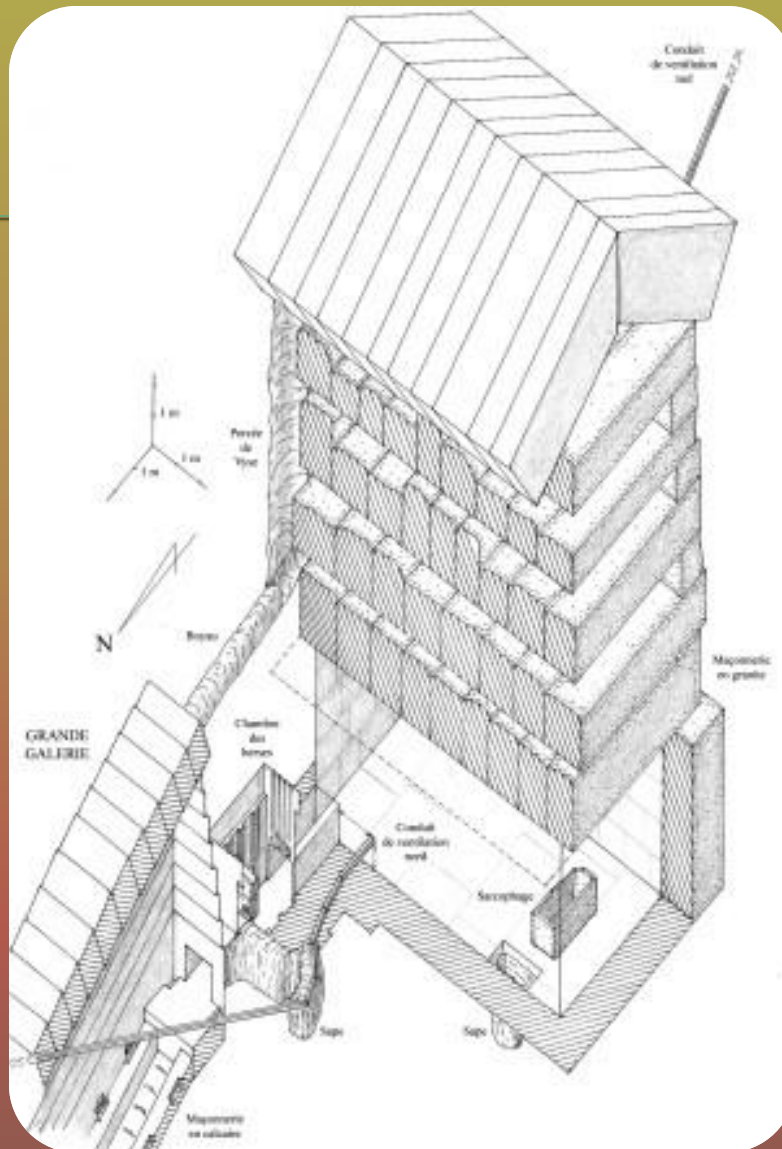 Conduit
de ventilation
sud
1 m
1 m
1 m
Percée
de
Vyse
N
Boyau
Maçonnerie
en granite
GRANDE
GALERIE
Chambre
des
herses
Conduit
de ventilation
nord
Sarcophage
Sape
Sape
Maçonnerie
en calcaire